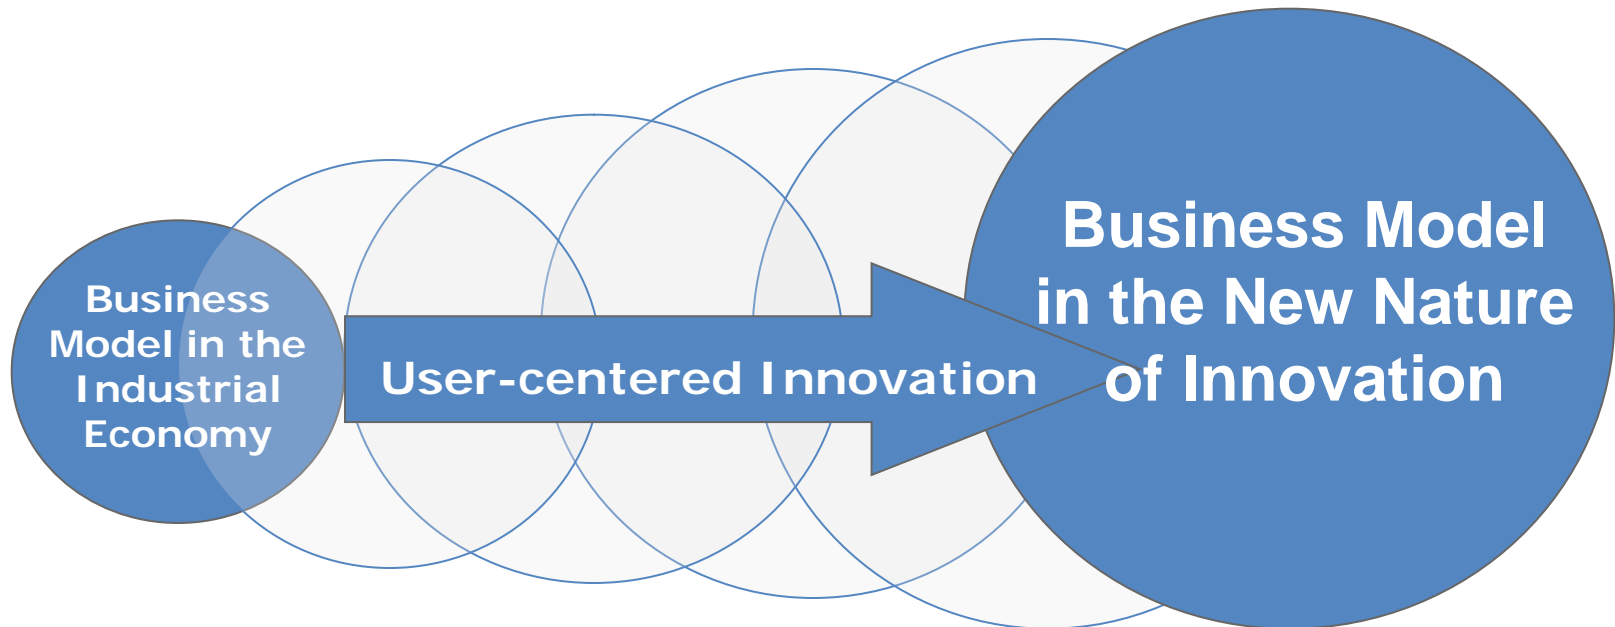 Business
Model in the
Industrial
Economy
User-centered Innovation
Business Model
in the New Nature
of Innovation